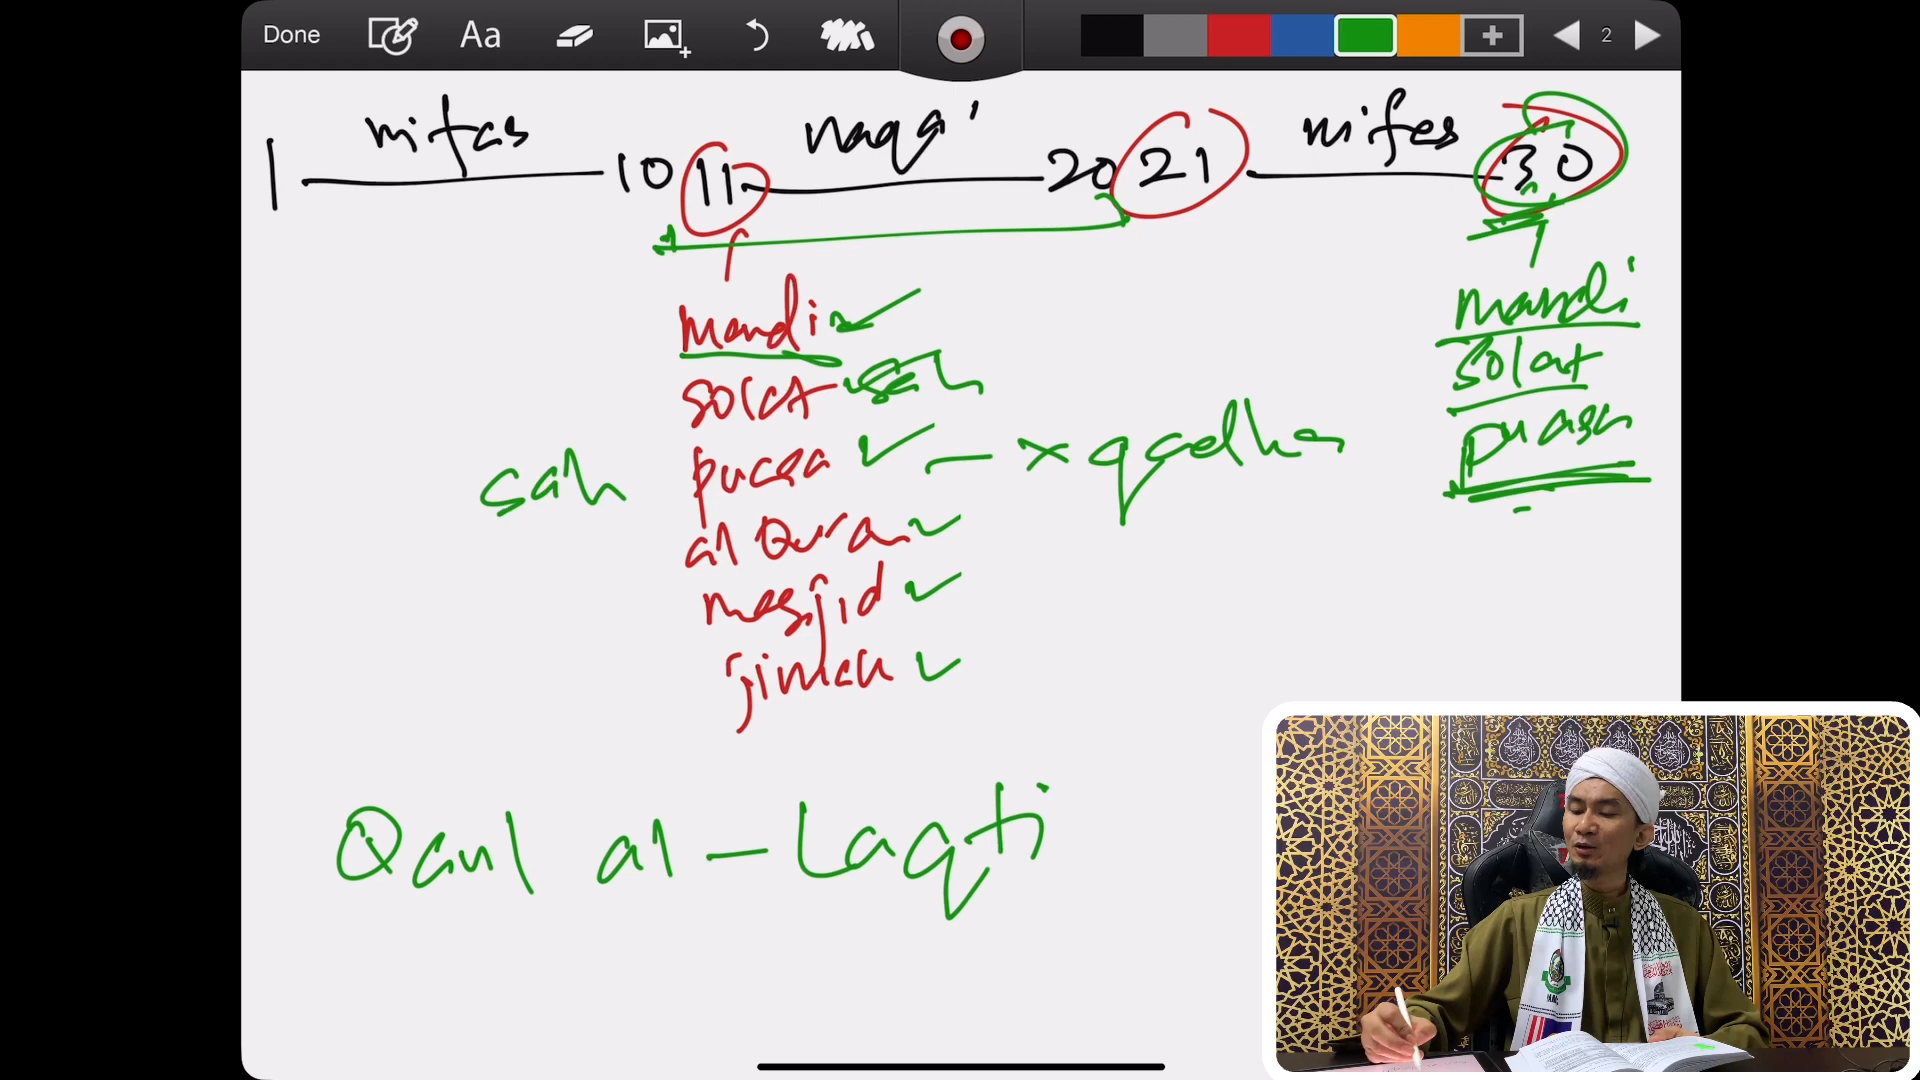 Done Aa 2
nifas naqa' nifas
1 10 11 20 21 30
mandi
solat sah
puasa x qadha
al Quran
masjid
jimak
sah
mandi
solat
puasa
Qaul al-Laqti